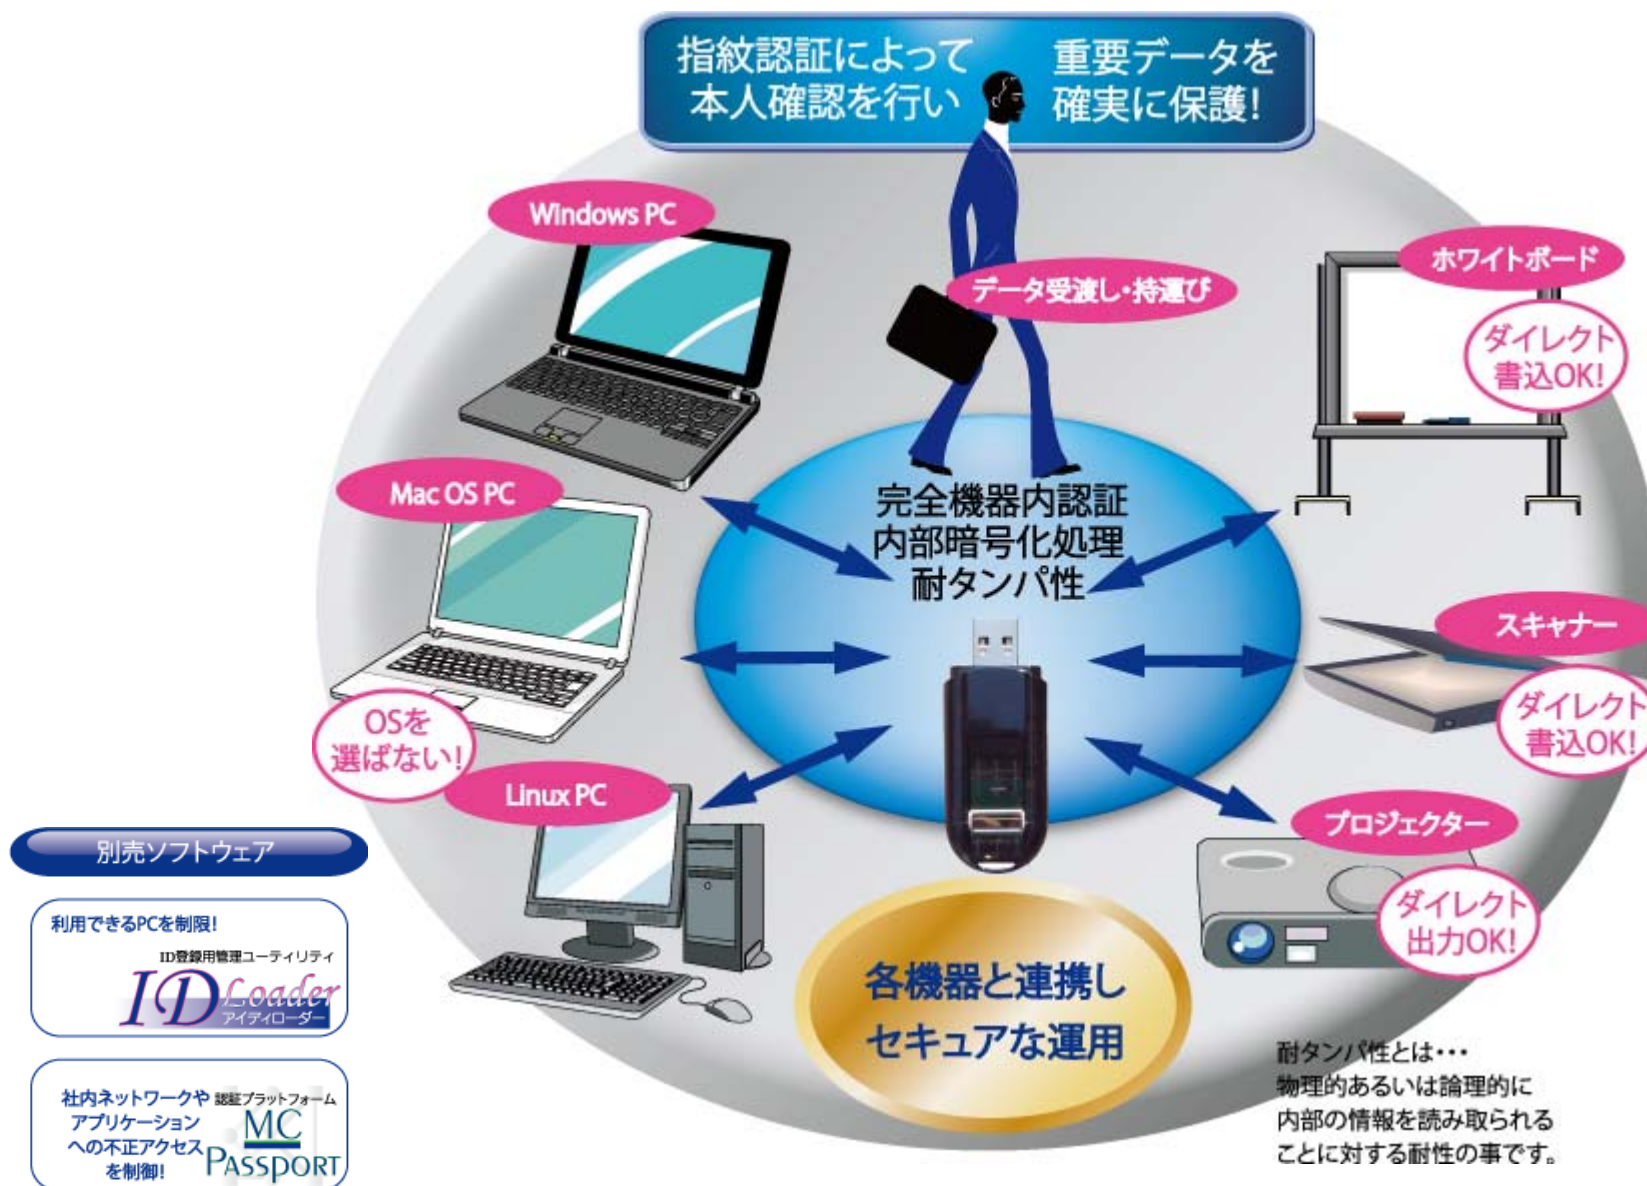 指紋認証によって
本人確認を行い
重要データを
確実に保護!
Windows PC
データ受渡し・持運び
ホワイトボード
ダイレクト
書込OK!
Mac OS PC
完全機器内認証
内部暗号化処理
耐タンパ性
スキャナー
ダイレクト
書込OK!
OSを
選ばない!
Linux PC
プロジェクター
ダイレクト
出力OK!
各機器と連携し
セキュアな運用
別売ソフトウェア
利用できるPCを制限!
ID登録用管理ユーティリティ
ID Loader
アイディローダー
社内ネットワークや
アプリケーション
への不正アクセス
を制御!
認証プラットフォーム
MC
PASSPORT
耐タンパ性とは・・・
物理的あるいは論理的に
内部の情報を読み取られる
ことに対する耐性の事です。